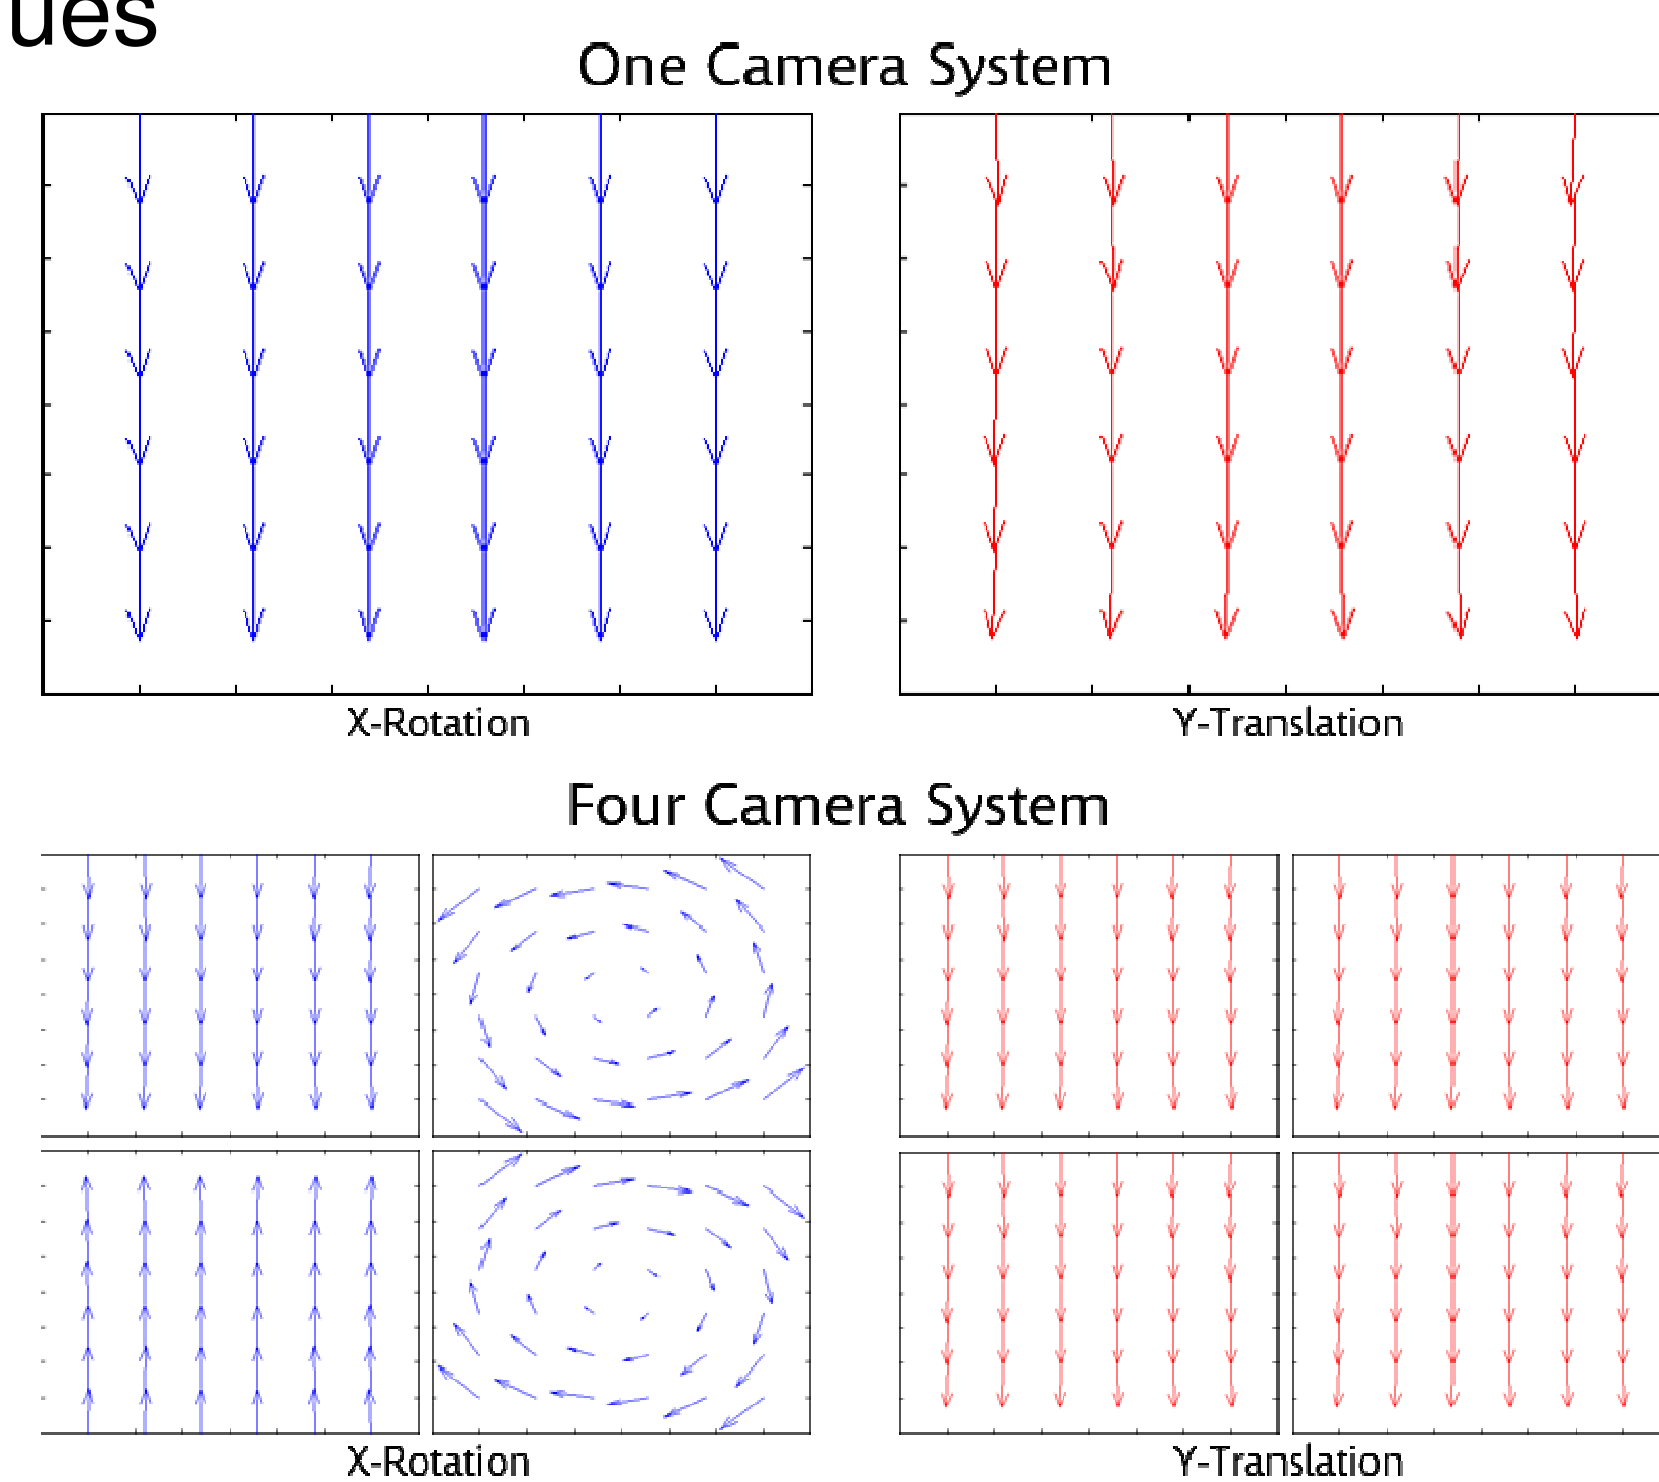 ues
One Camera System
X-Rotation
Y-Translation
Four Camera System
X-Rotation
Y-Translation